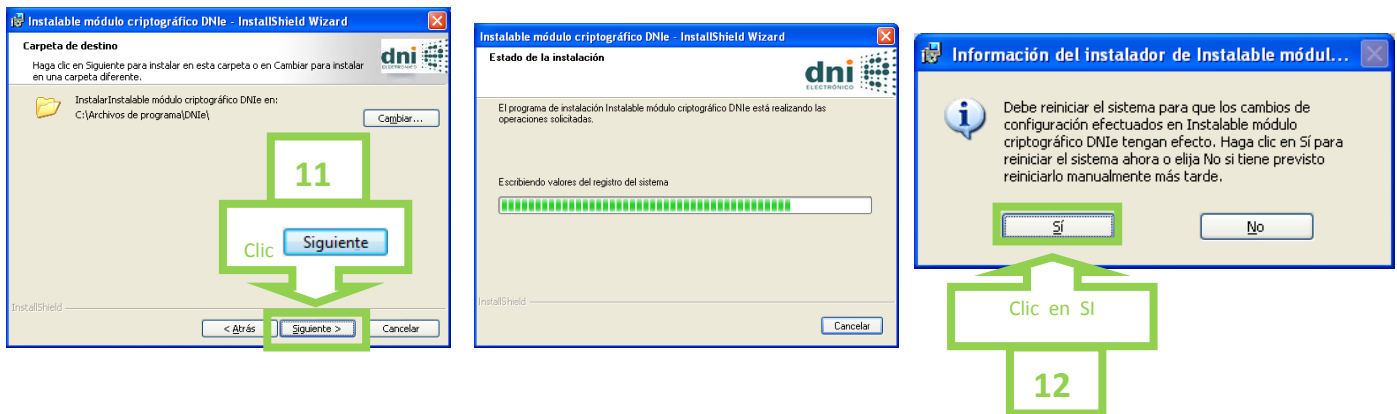 Instalable módulo criptográfico DNIe - InstallShield Wizard
Carpeta de destino
Haga clic en Siguiente para instalar en esta carpeta o en Cambiar para instalar
en una carpeta diferente.
dni
ELECTRÓNICO
InstalarInstalable módulo criptográfico DNIe en:
C:\Archivos de programa\DNIe\
Cambiar...
11
Clic Siguiente
InstallShield
< Atrás
Siguiente >
Cancelar
Instalable módulo criptográfico DNIe - InstallShield Wizard
Estado de la instalación
dni
ELECTRÓNICO
El programa de instalación Instalable módulo criptográfico DNIe está realizando las
operaciones solicitadas.
Escribiendo valores del registro del sistema
InstallShield
Cancelar
Información del instalador de Instalable módul...
Debe reiniciar el sistema para que los cambios de
configuración efectuados en Instalable módulo
criptográfico DNIe tengan efecto. Haga clic en Sí para
reiniciar el sistema ahora o elija No si tiene previsto
reiniciarlo manualmente más tarde.
Sí
No
Clic en SI
12